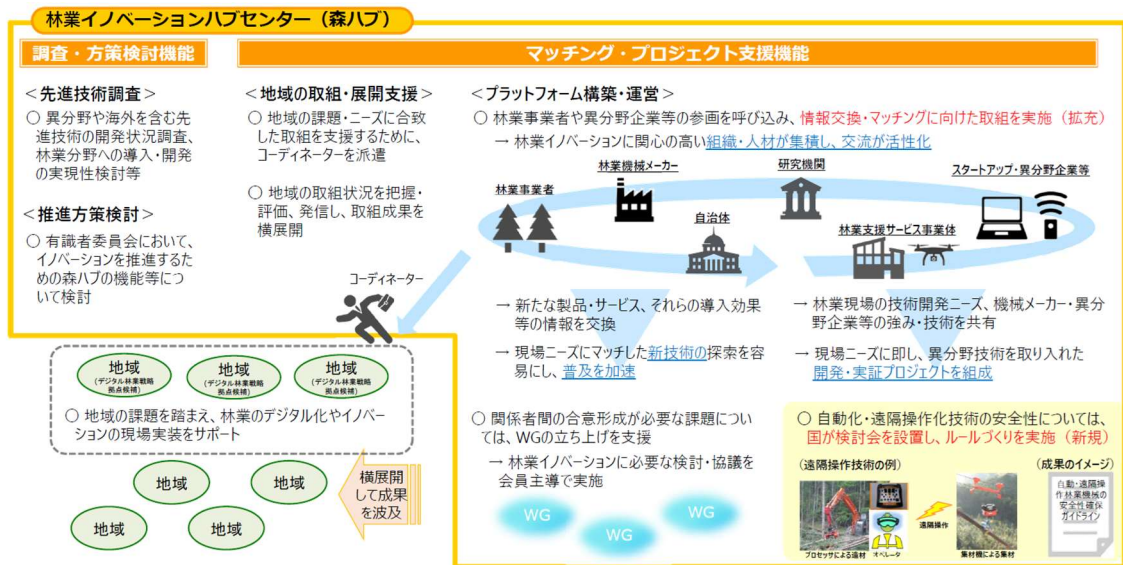 林業イノベーションハブセンター（森ハブ）
調査・方策検討機能
＜先進技術調査＞
○ 異分野や海外を含む先
進技術の開発状況調査、
林業分野への導入・開発
の実現性検討等
＜推進方策検討＞
○ 有識者委員会において、
イノベーションを推進するた
めの森ハブの機能等につ
いて検討
マッチング・プロジェクト支援機能
＜地域の取組・展開支援＞
○ 地域の課題・ニーズに合致
した取組を支援するために、
コーディネーターを派遣
○ 地域の取組状況を把握・
評価、発信し、取組成果を
横展開
コーディネーター
＜プラットフォーム構築・運営＞
○ 林業事業者や異分野企業等の参画を呼び込み、情報交換・マッチングに向けた取組を実施（拡充）
→ 林業イノベーションに関心の高い組織・人材が集積し、交流が活性化
林業事業者
林業機械メーカー
自治体
研究機関
林業支援サービス事業体
スタートアップ・異分野企業等
→ 新たな製品・サービス、それらの導入効果
等の情報を交換
→ 現場ニーズにマッチした新技術の探索を容
易にし、普及を加速
→ 林業現場の技術開発ニーズ、機械メーカー・異分
野企業等の強み・技術を共有
→ 現場ニーズに即し、異分野技術を取り入れた
開発・実証プロジェクトを組成
地域
(デジタル林業戦略
拠点候補)
地域
(デジタル林業戦略
拠点候補)
地域
(デジタル林業戦略
拠点候補)
○ 地域の課題を踏まえ、林業のデジタル化やイノベー
ションの現場実装をサポート
地域
地域
地域
地域
横展開
して成果
を波及
○ 関係者間の合意形成が必要な課題につい
ては、WGの立ち上げを支援
→ 林業イノベーションに必要な検討・協議を
会員主導で実施
WG
WG
WG
○ 自動化・遠隔操作化技術の安全性については、
国が検討会を設置し、ルールづくりを実施（新規）
（遠隔操作技術の例）
プロセッサによる造材
オペレータ
遠隔操作
集材機による集材
（成果のイメージ）
自動・遠隔操
作林業機械の
安全性確保
ガイドライン